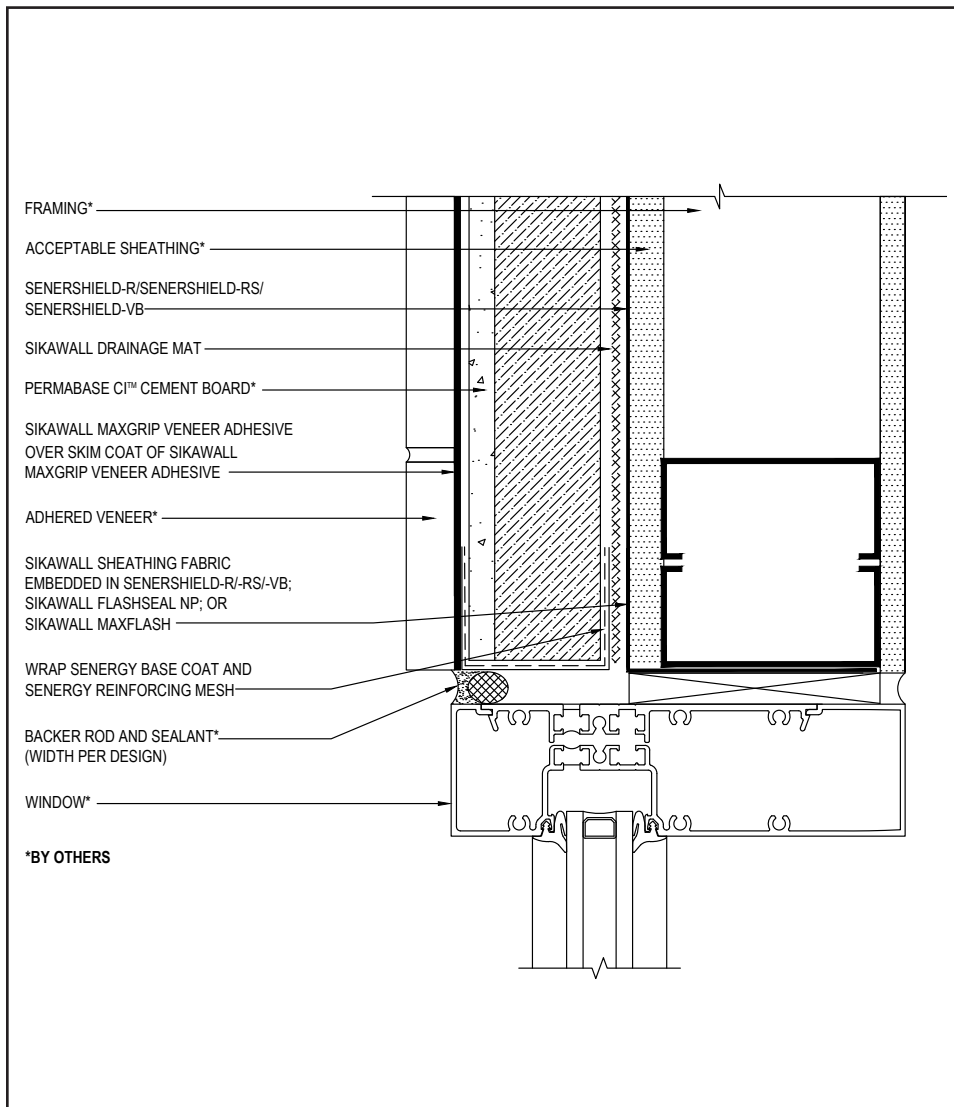 FRAMING*
ACCEPTABLE SHEATHING*
SENERSHIELD-R/SENERSHIELD-RS/
SENERSHIELD-VB
SIKAWALL DRAINAGE MAT
PERMABASE CI™ CEMENT BOARD*
SIKAWALL MAXGRIP VENEER ADHESIVE
OVER SKIM COAT OF SIKAWALL
MAXGRIP VENEER ADHESIVE
ADHERED VENEER*
SIKAWALL SHEATHING FABRIC
EMBEDDED IN SENERSHIELD-R/-RS/-VB;
SIKAWALL FLASHSEAL NP; OR
SIKAWALL MAXFLASH
WRAP SENERGY BASE COAT AND
SENERGY REINFORCING MESH
BACKER ROD AND SEALANT*
(WIDTH PER DESIGN)
WINDOW*
*BY OTHERS